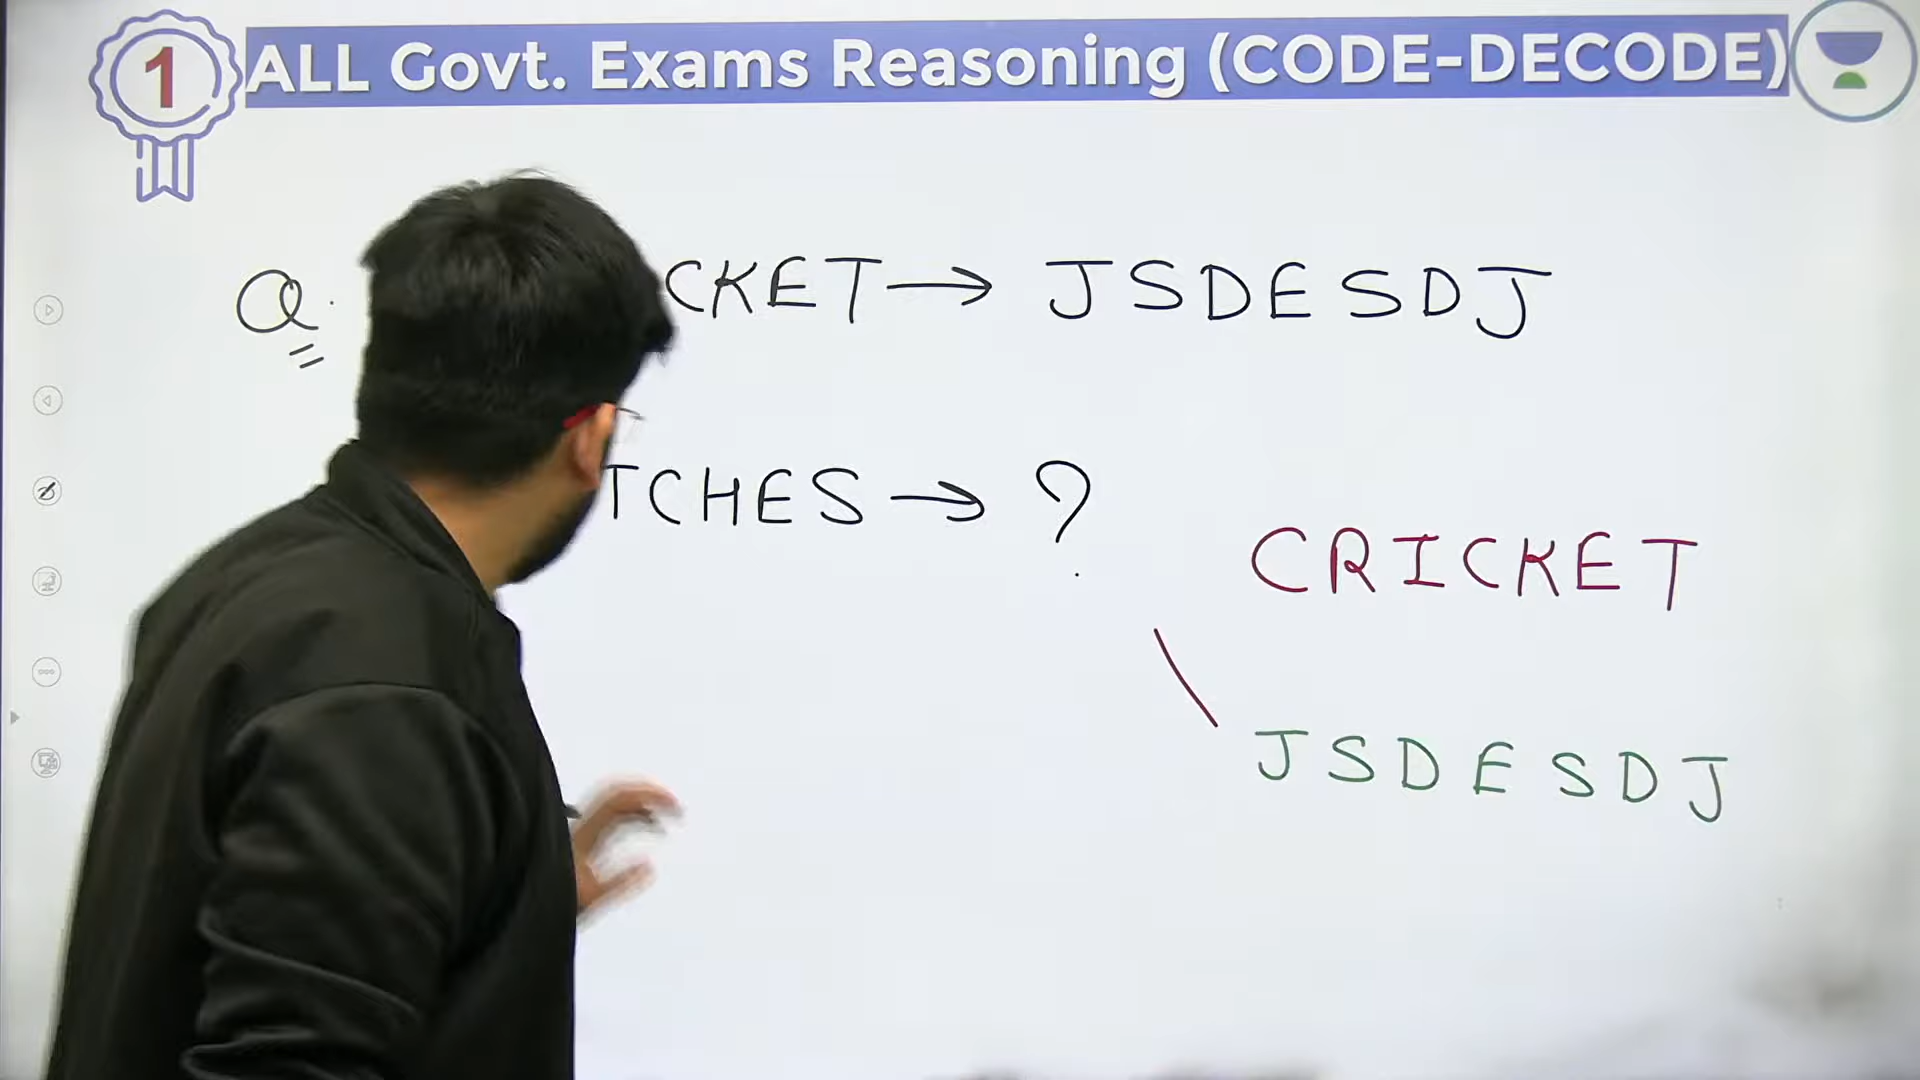 1 ALL Govt. Exams Reasoning (CODE-DECODE)
Q. CKET → JSDESDJ
TCHES → ?
CRICKET
JSDESDJ